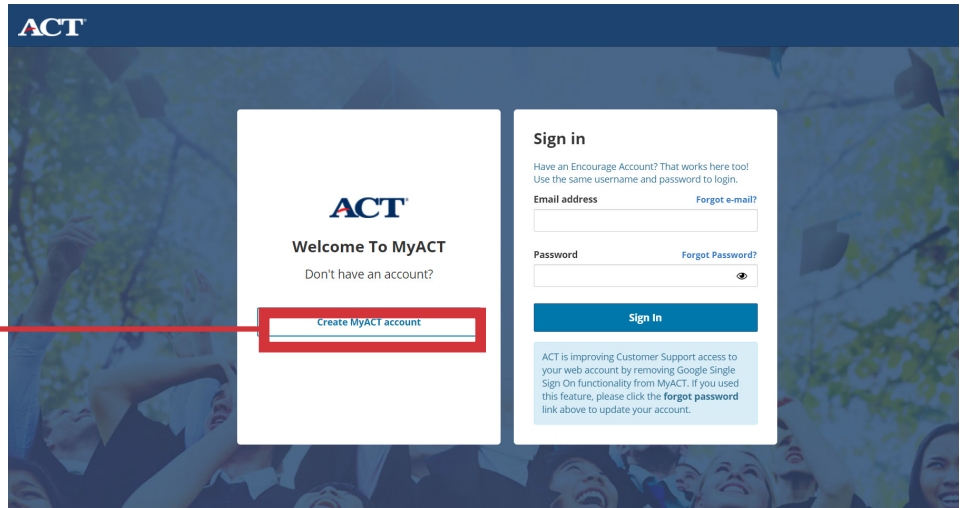 ACT
ACT
Welcome To MyACT
Don't have an account?
Create MyACT account
Sign in
Have an Encourage Account? That works here too!
Use the same username and password to login.
Email address
Forgot e-mail?
Password
Forgot Password?
Sign In
ACT is improving Customer Support access to
your web account by removing Google Single
Sign On functionality from MyACT. If you used
this feature, please click the forgot password
link above to update your account.